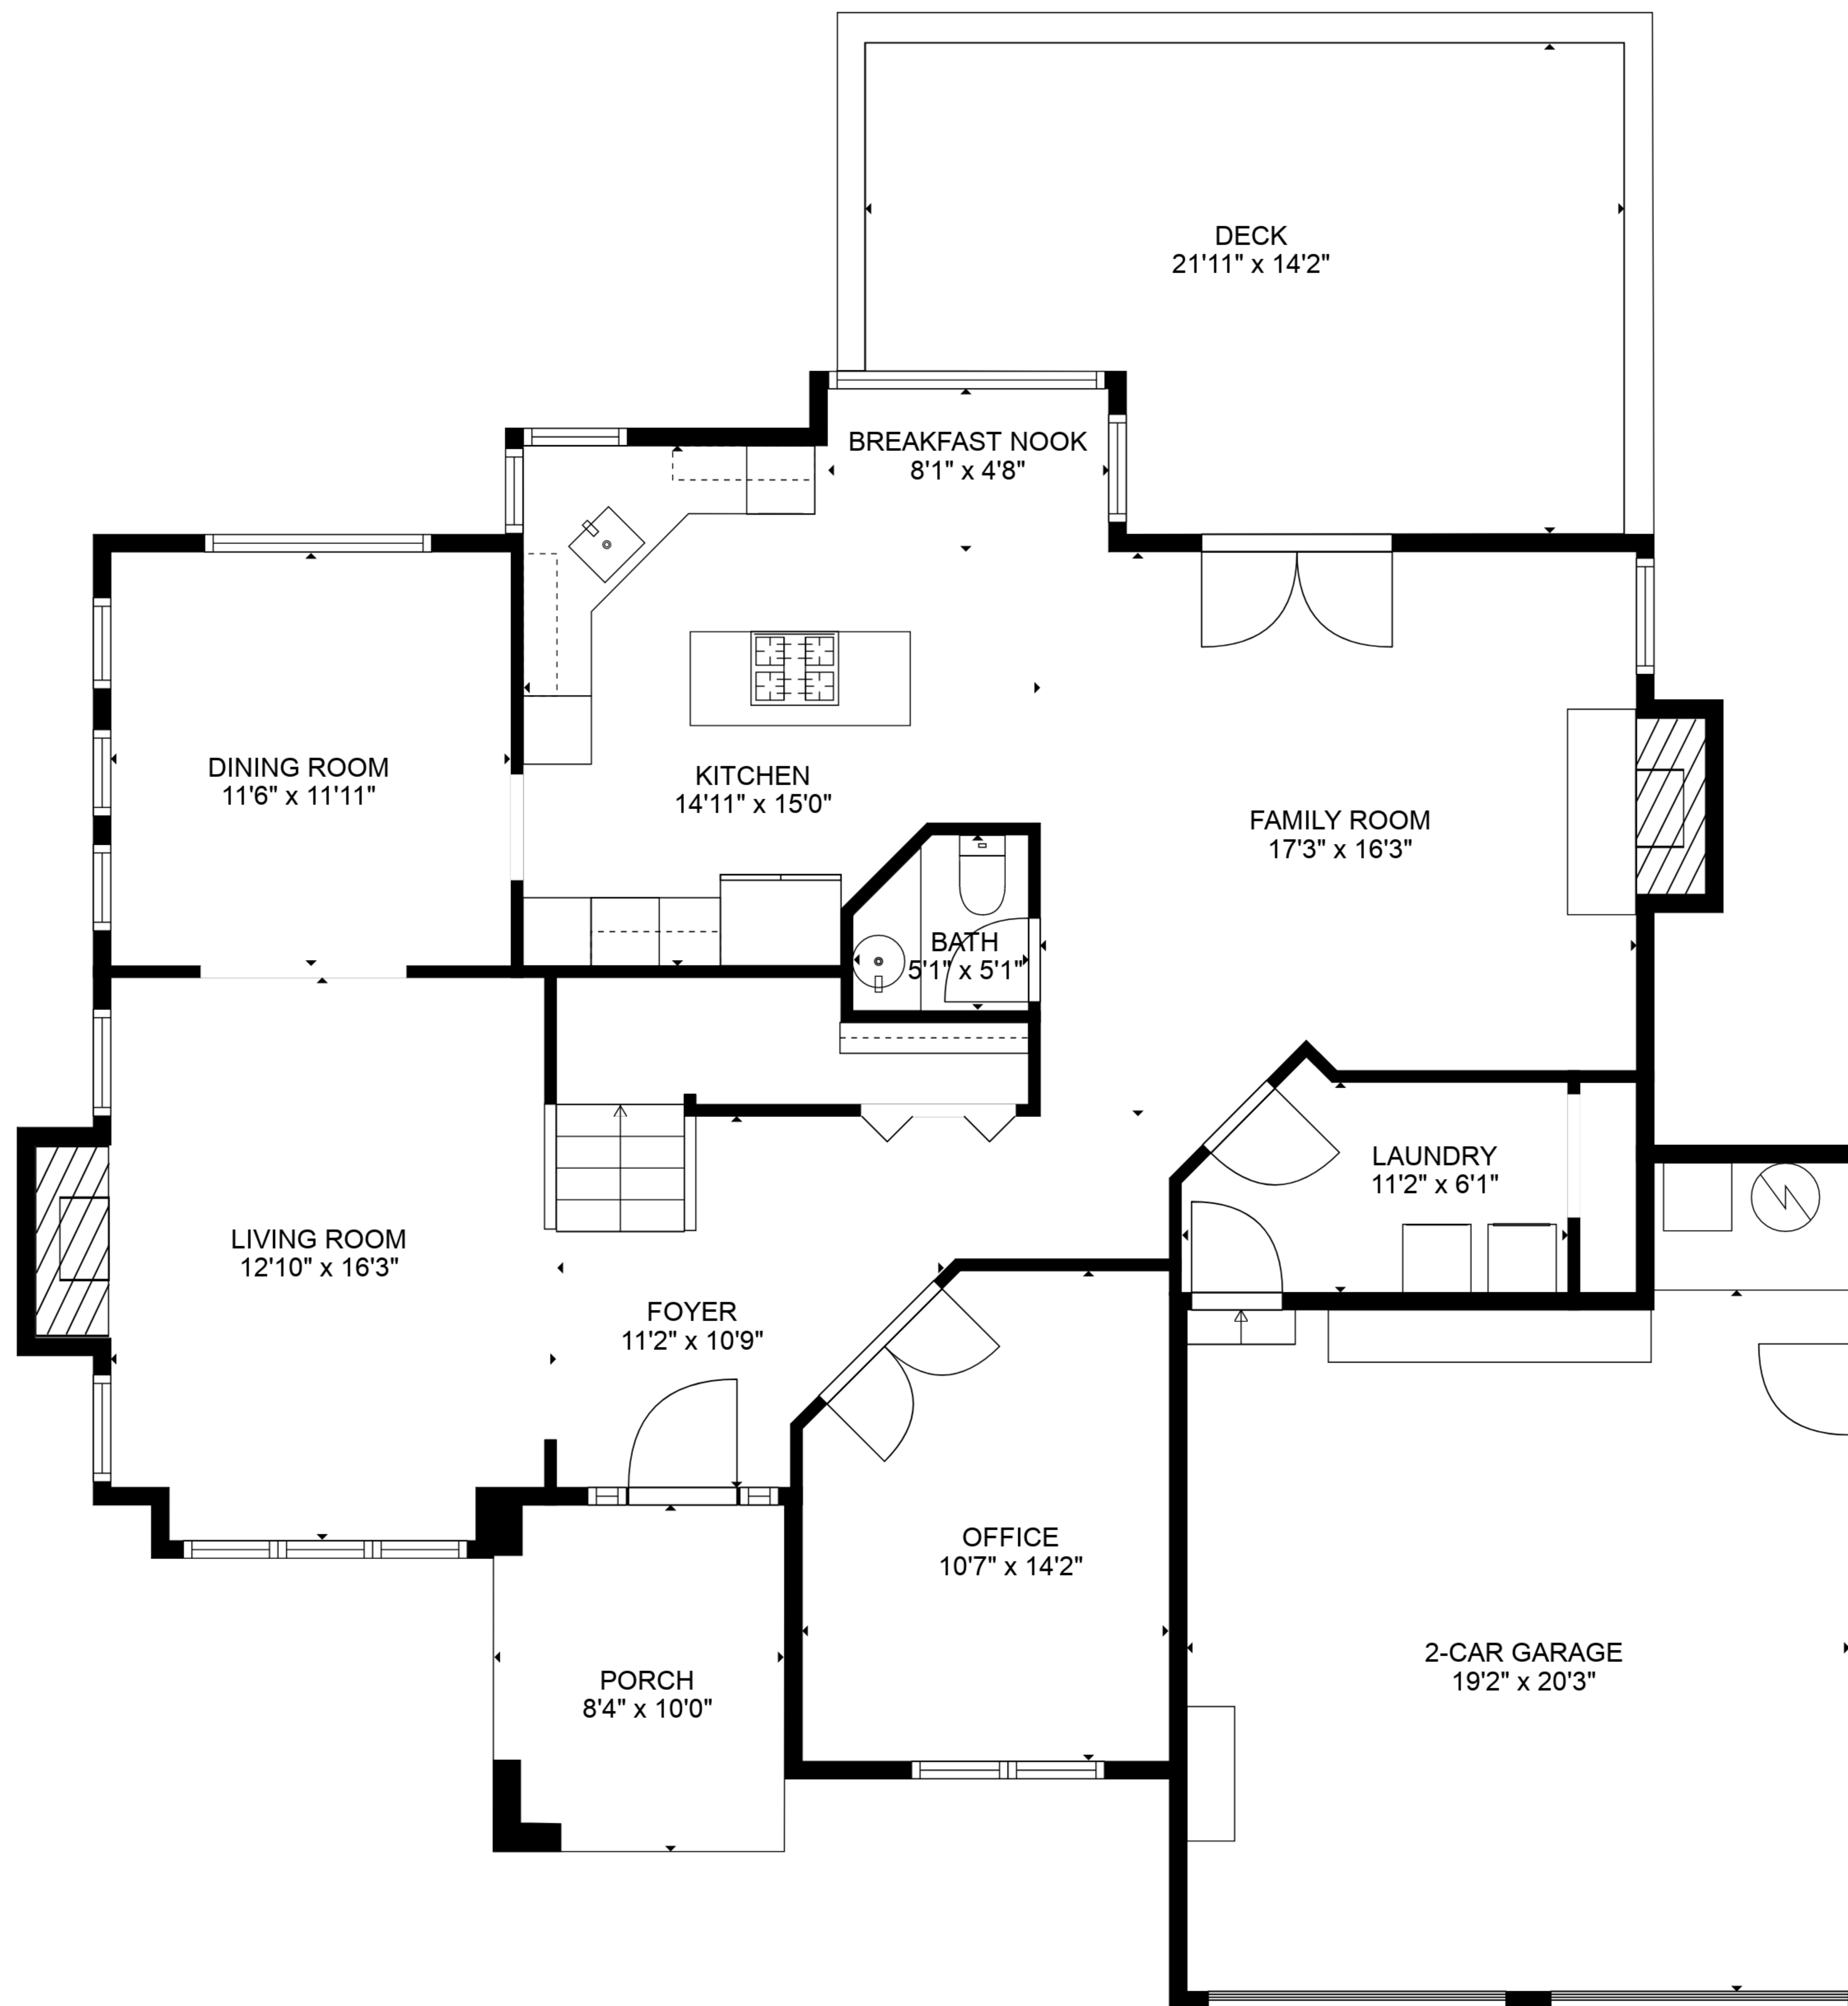 DECK
21'11" x 14'2"
BREAKFAST NOOK
8'1" x 4'8"
DINING ROOM
11'6" x 11'11"
KITCHEN
14'11" x 15'0"
FAMILY ROOM
17'3" x 16'3"
BATH
5'1" x 5'1"
LAUNDRY
11'2" x 6'1"
LIVING ROOM
12'10" x 16'3"
FOYER
11'2" x 10'9"
OFFICE
10'7" x 14'2"
2-CAR GARAGE
19'2" x 20'3"
PORCH
8'4" x 10'0"